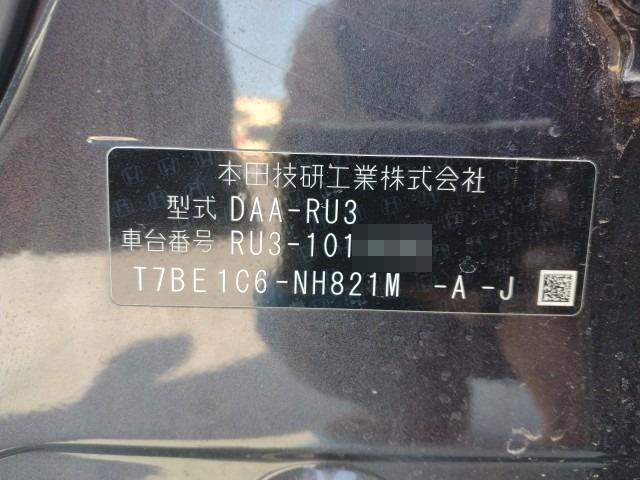 本田技研工業株式会社
型式 DAA-RU3
車台番号 RU3-101
T7BE1C6-NH821M -A -J